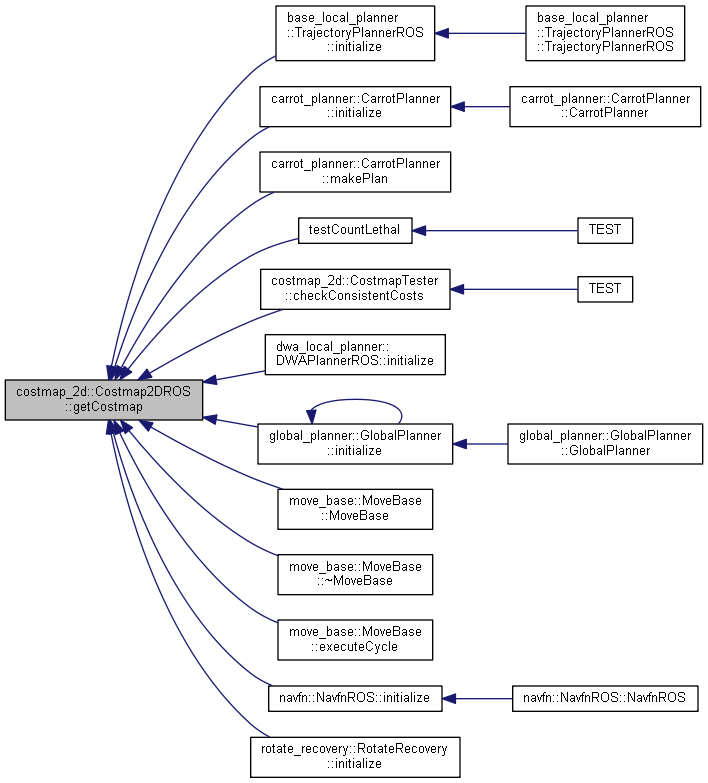 base_local_planner
::TrajectoryPlannerROS
::initialize
base_local_planner
::TrajectoryPlannerROS
::TrajectoryPlannerROS
carrot_planner::CarrotPlanner
::initialize
carrot_planner::CarrotPlanner
::CarrotPlanner
carrot_planner::CarrotPlanner
::makePlan
testCountLethal
TEST
costmap_2d::CostmapTester
::checkConsistentCosts
TEST
dwa_local_planner::
DWAPlannerROS::initialize
costmap_2d::Costmap2DROS
::getCostmap
global_planner::GlobalPlanner
::initialize
global_planner::GlobalPlanner
::GlobalPlanner
move_base::MoveBase
::MoveBase
move_base::MoveBase
::~MoveBase
move_base::MoveBase
::executeCycle
navfn::NavfnROS::initialize
navfn::NavfnROS::NavfnROS
rotate_recovery::RotateRecovery
::initialize